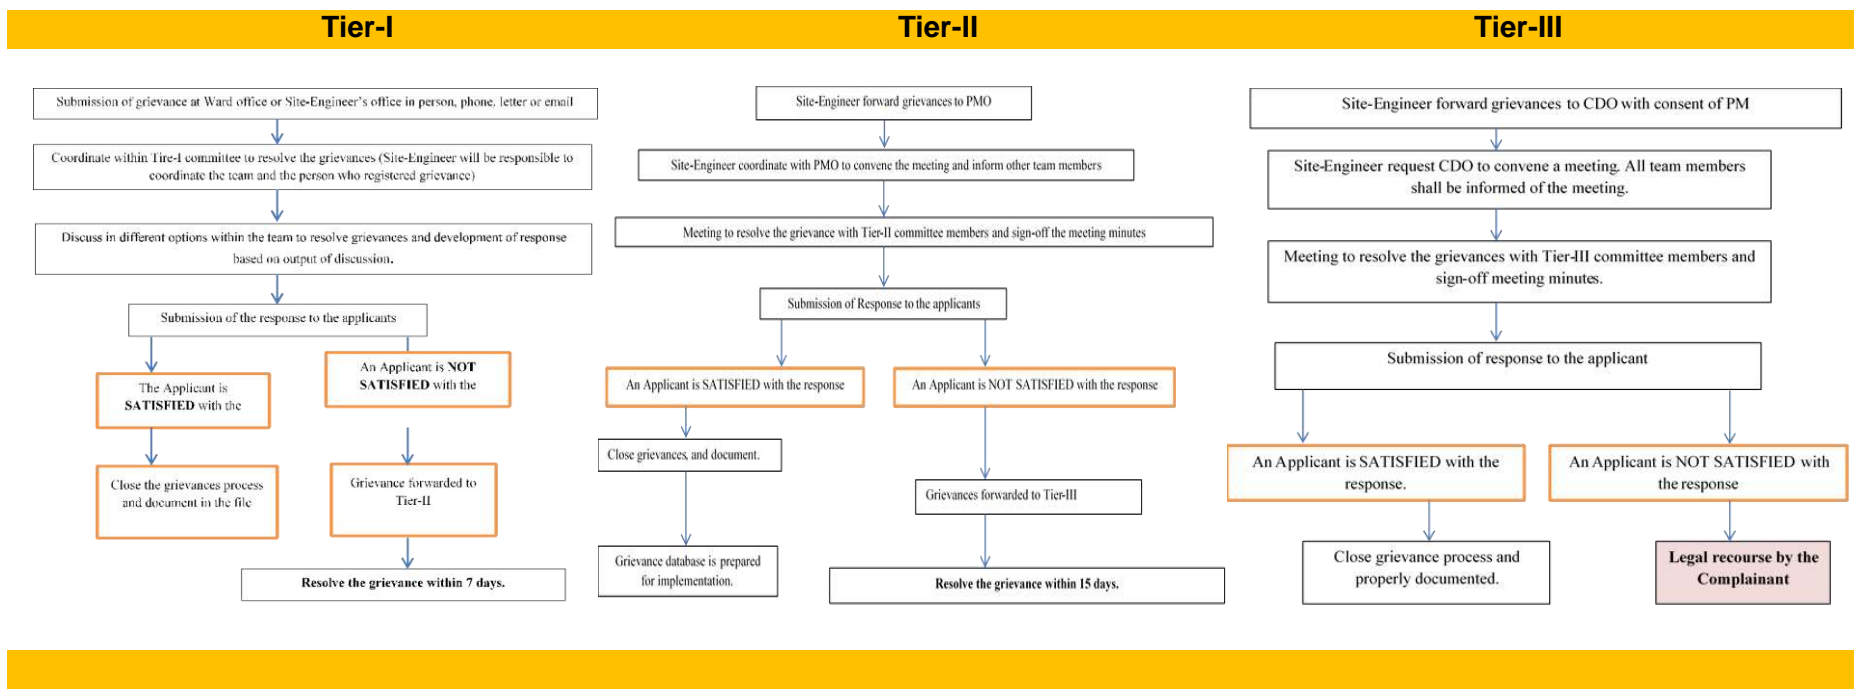 Tier-I
Tier-II
Tier-III
Submission of grievance at Ward office or Site-Engineer's office in person, phone, letter or email
Coordinate within Tire-I committee to resolve the grievances (Site-Engineer will be responsible to
coordinate the team and the person who registered grievance)
Discuss in different options within the team to resolve grievances and development of response
based on output of discussion.
Submission of the response to the applicants
The Applicant is
SATISFIED with the
An Applicant is NOT
SATISFIED with the
Close the grievances process
and document in the file
Grievance forwarded to
Tier-II
Resolve the grievance within 7 days.
Site-Engineer forward grievances to PMO
Site-Engineer coordinate with PMO to convene the meeting and inform other team members
Meeting to resolve the grievance with Tier-II committee members and sign-off the meeting minutes
Submission of Response to the applicants
An Applicant is SATISFIED with the response
An Applicant is NOT SATISFIED with the response
Close grievances, and document.
Grievances forwarded to Tier-III
Grievance database is prepared
for implementation.
Resolve the grievance within 15 days.
Site-Engineer forward grievances to CDO with consent of PM
Site-Engineer request CDO to convene a meeting. All team members
shall be informed of the meeting.
Meeting to resolve the grievances with Tier-III committee members and
sign-off meeting minutes.
Submission of response to the applicant
An Applicant is SATISFIED with the
response.
An Applicant is NOT SATISFIED with
the response
Close grievance process and
properly documented.
Legal recourse by the
Complainant